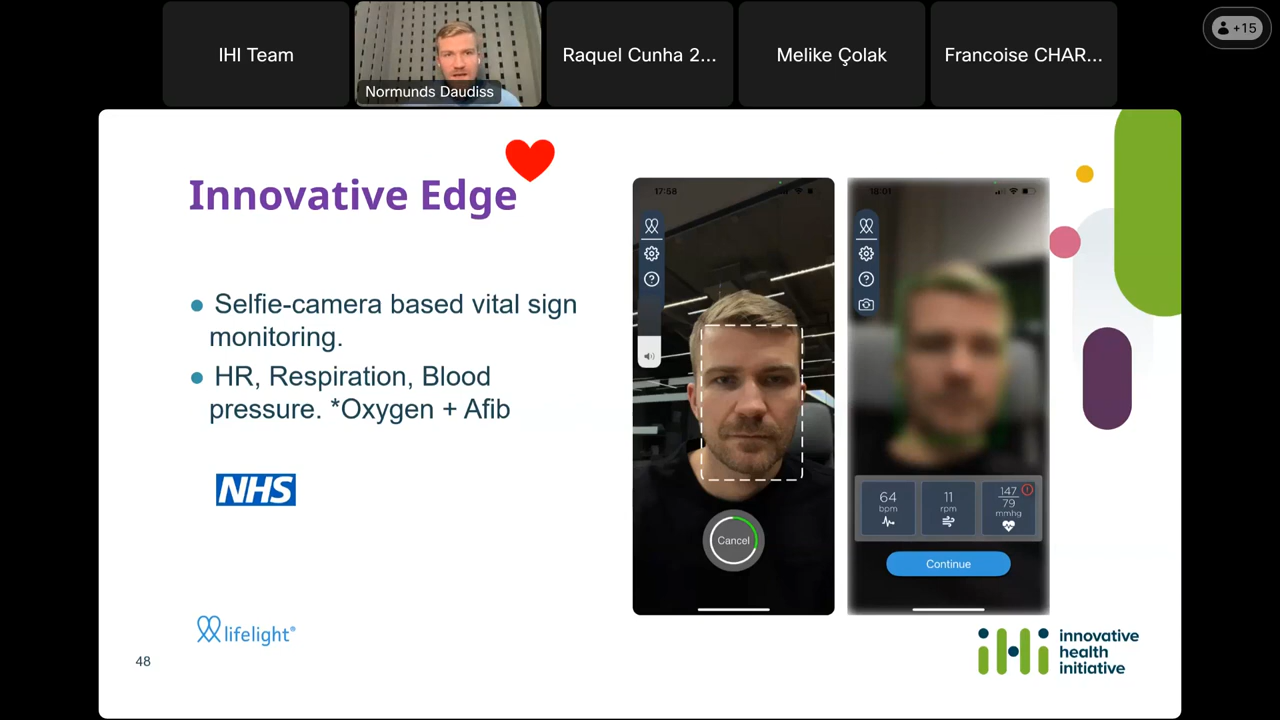 IHI Team
Normunds Daudiss
Raquel Cunha 2...
Melike Çolak
Francoise CHAR...
+15
Innovative Edge
Selfie-camera based vital sign
monitoring.
HR, Respiration, Blood
pressure. *Oxygen + Afib
NHS
lifelight®
48
17:58
Cancel
18:01
64
bpm
11
rpm
147
79
mmhg
Continue
innovative
health
initiative